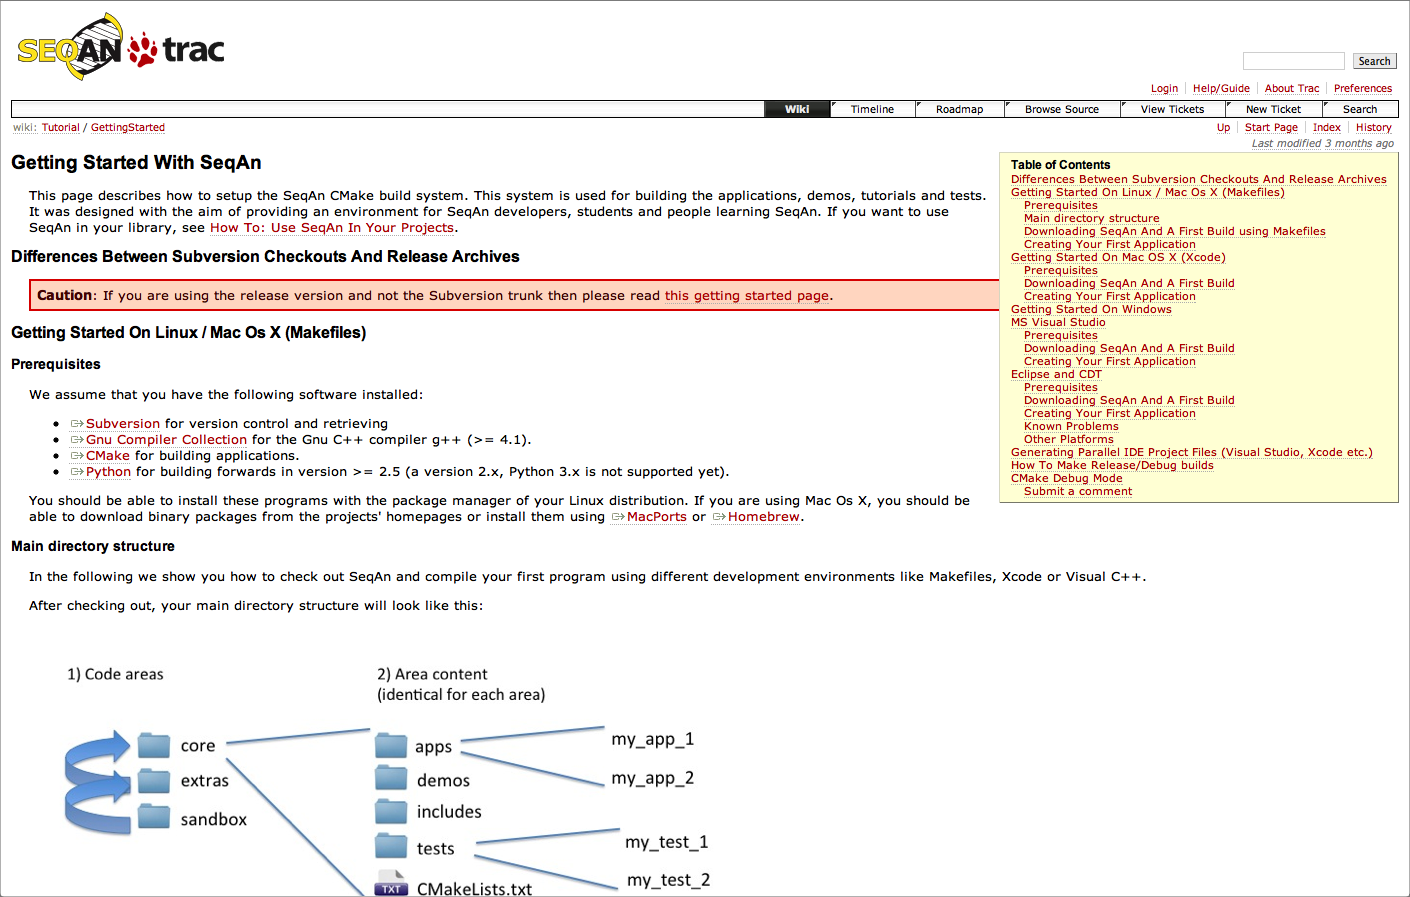 SEQAN trac
Search
Login Help/Guide About Trac Preferences
Wiki Timeline Roadmap Browse Source View Tickets New Ticket Search
wiki: Tutorial / GettingStarted
Up Start Page Index History
Last modified 3 months ago
Getting Started With SeqAn
This page describes how to setup the SeqAn CMake build system. This system is used for building the applications, demos, tutorials and tests.
It was designed with the aim of providing an environment for SeqAn developers, students and people learning SeqAn. If you want to use
SeqAn in your library, see How To: Use SeqAn In Your Projects.
Differences Between Subversion Checkouts And Release Archives
Caution: If you are using the release version and not the Subversion trunk then please read this getting started page.
Getting Started On Linux / Mac Os X (Makefiles)
Prerequisites
We assume that you have the following software installed:
• Subversion for version control and retrieving
• Gnu Compiler Collection for the Gnu C++ compiler g++ (>= 4.1).
• CMake for building applications.
• Python for building forwards in version >= 2.5 (a version 2.x, Python 3.x is not supported yet).
You should be able to install these programs with the package manager of your Linux distribution. If you are using Mac Os X, you should be
able to download binary packages from the projects' homepages or install them using MacPorts or Homebrew.
Table of Contents
Differences Between Subversion Checkouts And Release Archives
Getting Started On Linux / Mac Os X (Makefiles)
Prerequisites
Main directory structure
Downloading SeqAn And A First Build using Makefiles
Creating Your First Application
Getting Started On Mac OS X (Xcode)
Prerequisites
Downloading SeqAn And A First Build
Creating Your First Application
Getting Started On Windows
MS Visual Studio
Prerequisites
Downloading SeqAn And A First Build
Creating Your First Application
Eclipse and CDT
Prerequisites
Downloading SeqAn And A First Build
Creating Your First Application
Known Problems
Other Platforms
Generating Parallel IDE Project Files (Visual Studio, Xcode etc.)
How To Make Release/Debug builds
CMake Debug Mode
Submit a comment
Main directory structure
In the following we show you how to check out SeqAn and compile your first program using different development environments like Makefiles, Xcode or Visual C++.
After checking out, your main directory structure will look like this:
1) Code areas
core
extras
sandbox
2) Area content
(identical for each area)
apps
demos
includes
tests
TXT CMakeLists.txt
my_app_1
my_app_2
my_test_1
my_test_2